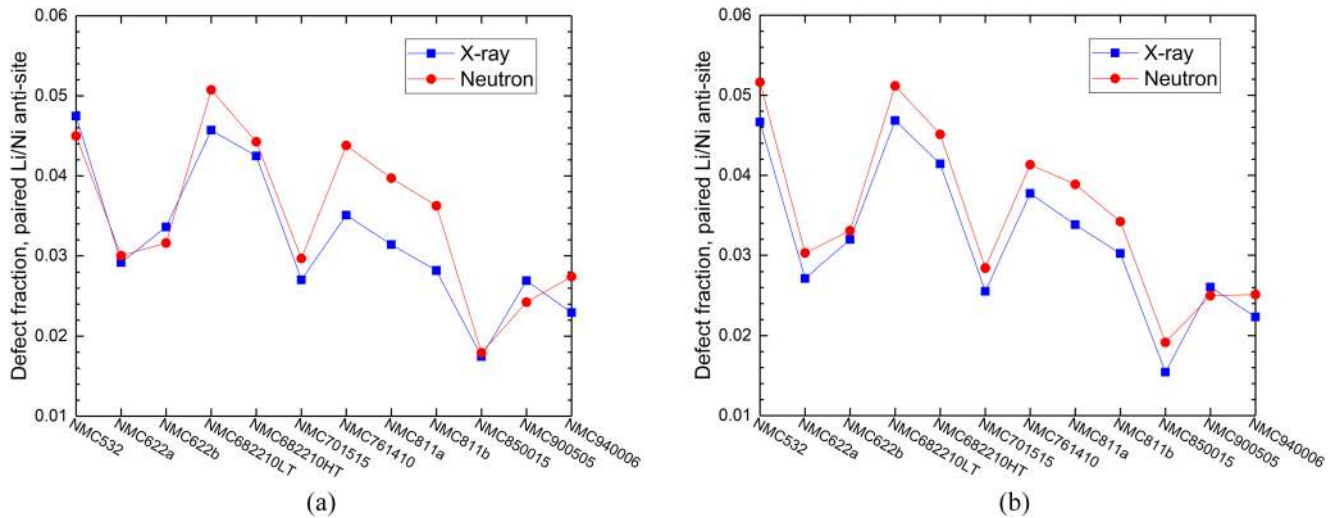 0.06
0.05
0.04
0.03
0.02
0.01
Defect fraction, paired Li/Ni anti-site
X-ray
Neutron
NMC532
NMC622a
NMC622b
NMC682210LT
NMC682210HT
NMC701515
NMC761410
NMC811a
NMC811b
NMC850015
NMC900505
NMC940006
(a)
0.06
0.05
0.04
0.03
0.02
0.01
Defect fraction, paired Li/Ni anti-site
X-ray
Neutron
NMC532
NMC622a
NMC622b
NMC682210LT
NMC682210HT
NMC701515
NMC761410
NMC811a
NMC811b
NMC850015
NMC900505
NMC940006
(b)